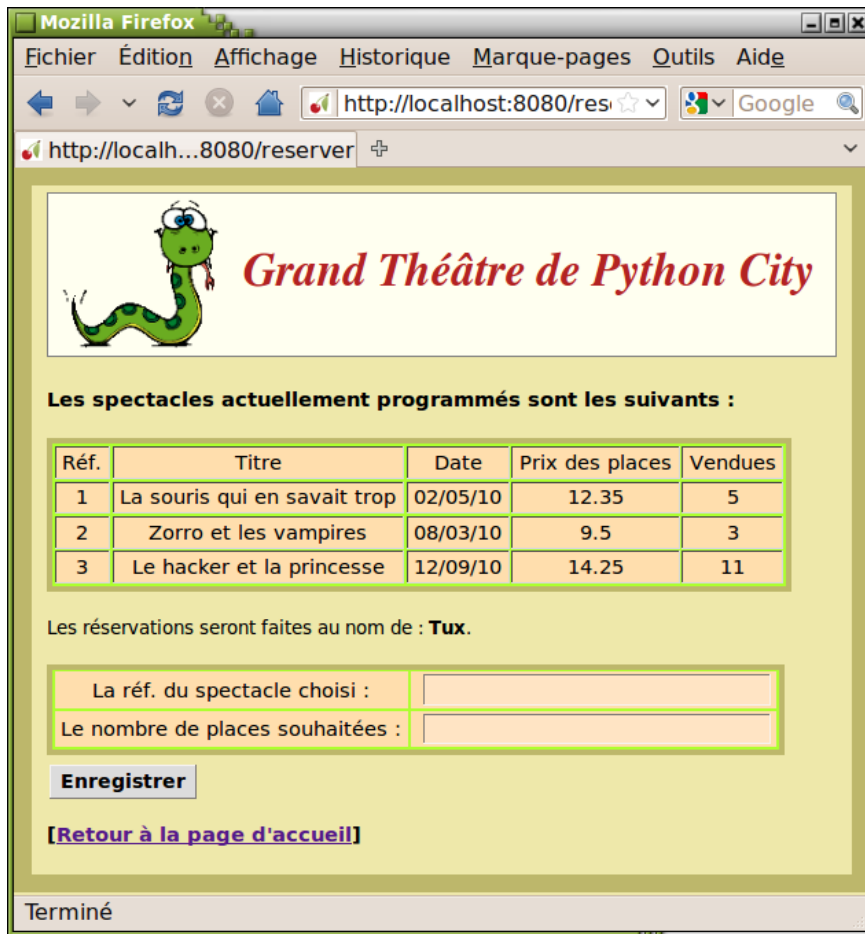 Mozilla Firefox
Fichier Édition Affichage Historique Marque-pages Outils Aide
http://localhost:8080/res Google
http://localh...8080/reserver
Grand Théâtre de Python City
Les spectacles actuellement programmés sont les suivants :
Réf. Titre Date Prix des places Vendues
1 La souris qui en savait trop 02/05/10 12.35 5
2 Zorro et les vampires 08/03/10 9.5 3
3 Le hacker et la princesse 12/09/10 14.25 11
Les réservations seront faites au nom de : Tux.
La réf. du spectacle choisi :
Le nombre de places souhaitées :
Enregistrer
[Retour à la page d'accueil]
Terminé